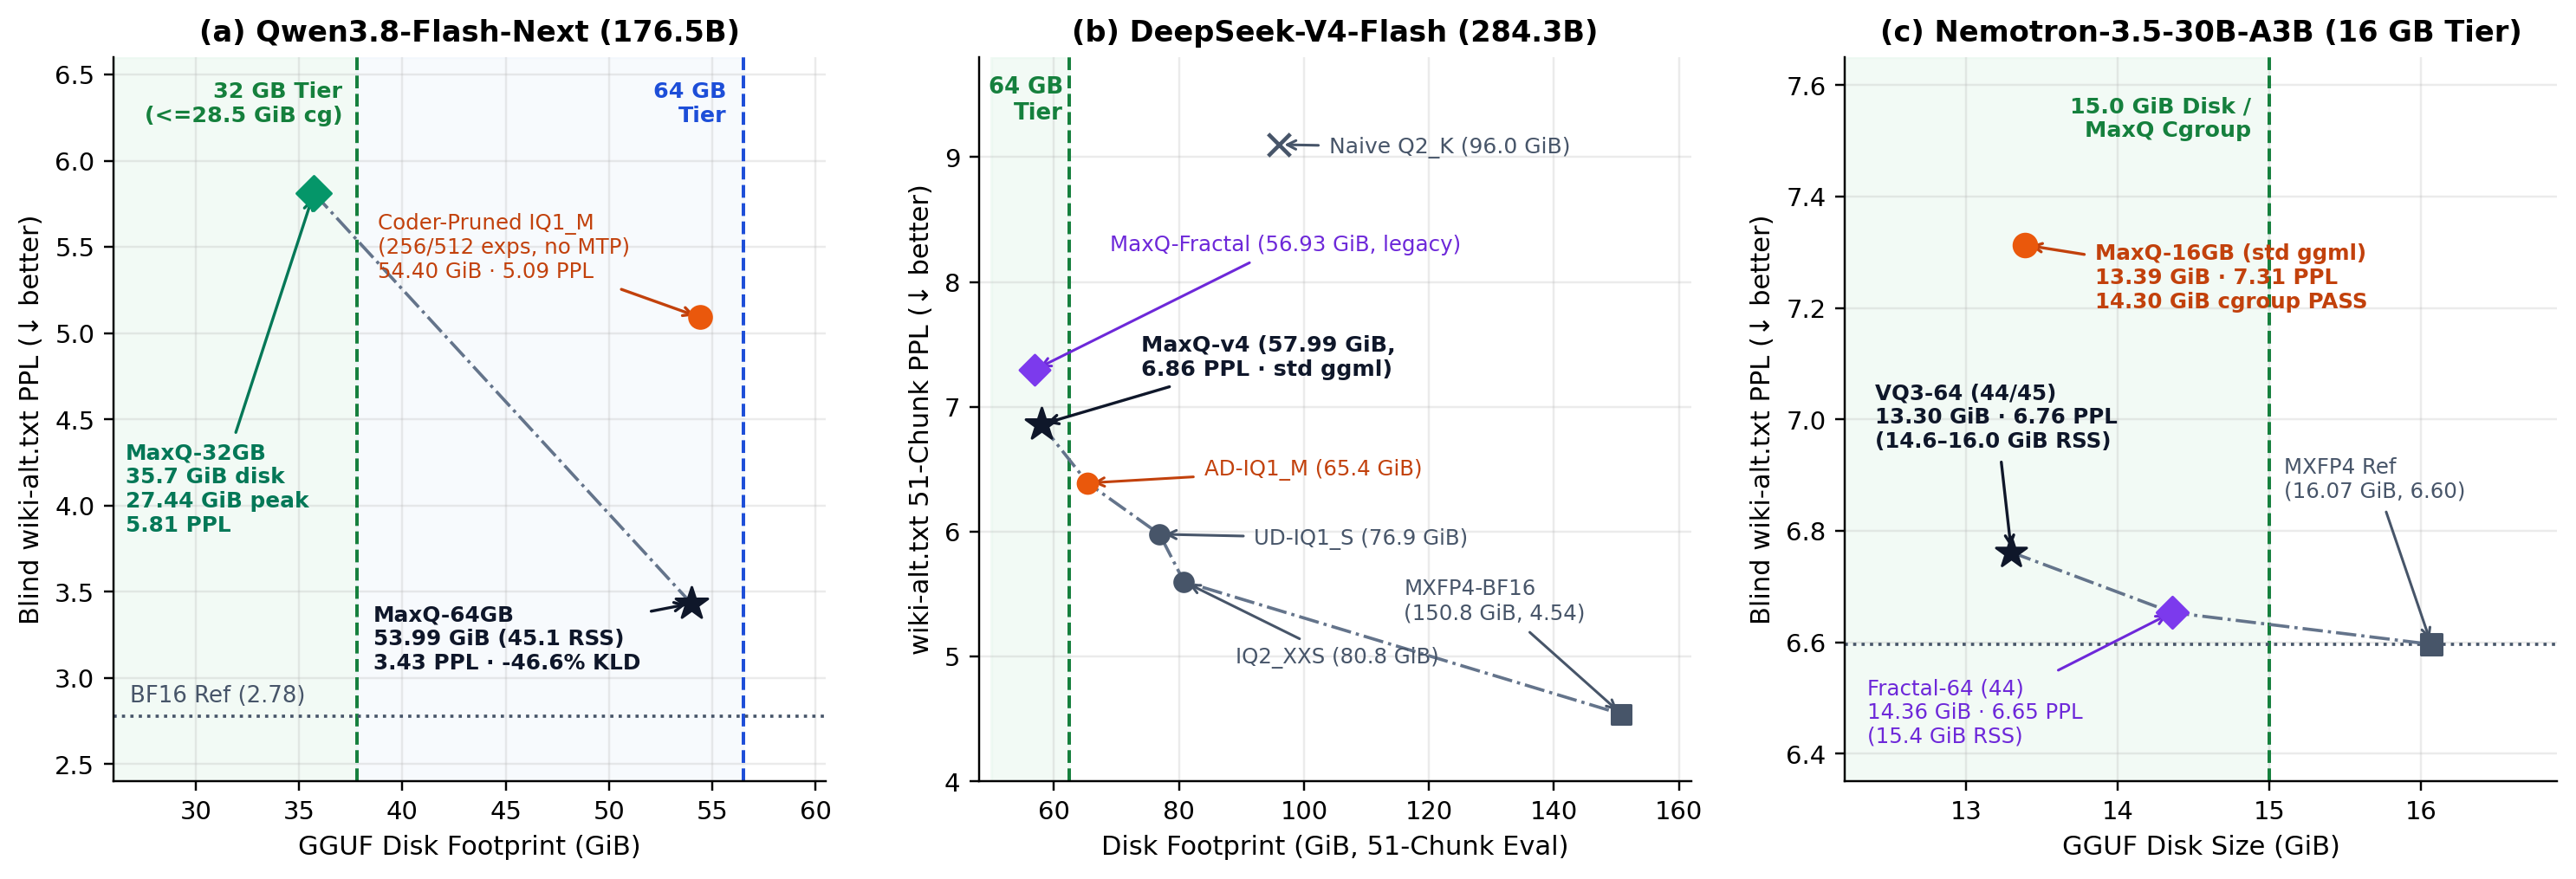 (a) Qwen3.8-Flash-Next (176.5B)
Blind wiki-alt.txt PPL (↓ better)
6.5
6.0
5.5
5.0
4.5
4.0
3.5
3.0
2.5
32 GB Tier
(<=28.5 GiB cg)
64 GB
Tier
Coder-Pruned IQ1_M
(256/512 exps, no MTP)
54.40 GiB · 5.09 PPL
MaxQ-32GB
35.7 GiB disk
27.44 GiB peak
5.81 PPL
MaxQ-64GB
53.99 GiB (45.1 RSS)
3.43 PPL · -46.6% KLD
BF16 Ref (2.78)
30
35
40
45
50
55
60
GGUF Disk Footprint (GiB)
(b) DeepSeek-V4-Flash (284.3B)
wiki-alt.txt 51-Chunk PPL (↓ better)
9
8
7
6
5
4
64 GB
Tier
Naive Q2_K (96.0 GiB)
MaxQ-Fractal (56.93 GiB, legacy)
MaxQ-v4 (57.99 GiB,
6.86 PPL · std ggml)
AD-IQ1_M (65.4 GiB)
UD-IQ1_S (76.9 GiB)
MXFP4-BF16
(150.8 GiB, 4.54)
IQ2_XXS (80.8 GiB)
60
80
100
120
140
160
Disk Footprint (GiB, 51-Chunk Eval)
(c) Nemotron-3.5-30B-A3B (16 GB Tier)
Blind wiki-alt.txt PPL (↓ better)
7.6
7.4
7.2
7.0
6.8
6.6
6.4
15.0 GiB Disk /
MaxQ Cgroup
MaxQ-16GB (std ggml)
13.39 GiB · 7.31 PPL
14.30 GiB cgroup PASS
VQ3-64 (44/45)
13.30 GiB · 6.76 PPL
(14.6–16.0 GiB RSS)
MXFP4 Ref
(16.07 GiB, 6.60)
Fractal-64 (44)
14.36 GiB · 6.65 PPL
(15.4 GiB RSS)
13
14
15
16
GGUF Disk Size (GiB)